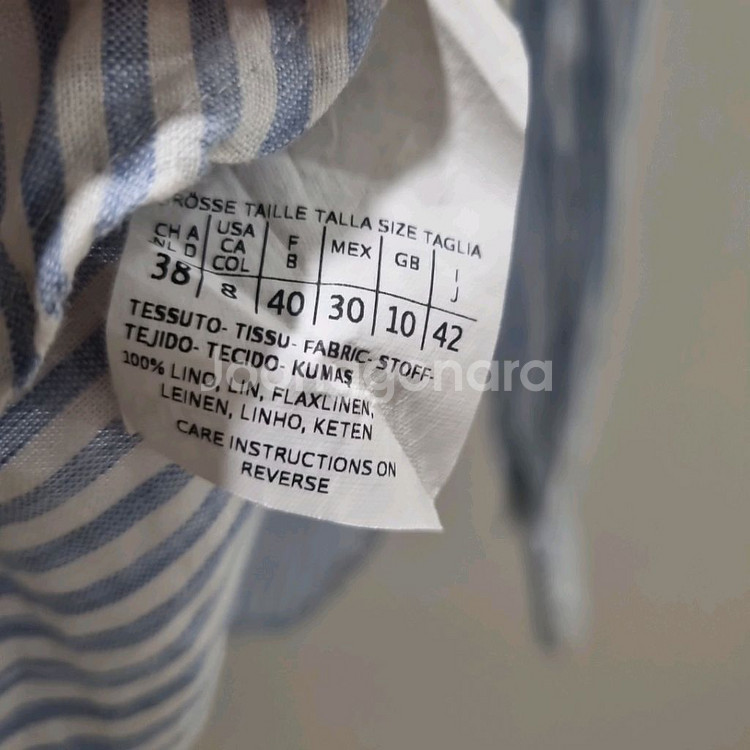 GRÖSSE TAILLE TALLA SIZE TAGLIA
CH A NL D USA CA COL F B MEX GB I J
38 8 40 30 10 42
TESSUTO- TISSU- FABRIC- STOFF-
TEJIDO- TECIDO- KUMAŞ
100% LINO, LIN, FLAXLINEN,
LEINEN, LINHO, KETEN
CARE INSTRUCTIONS ON
REVERSE